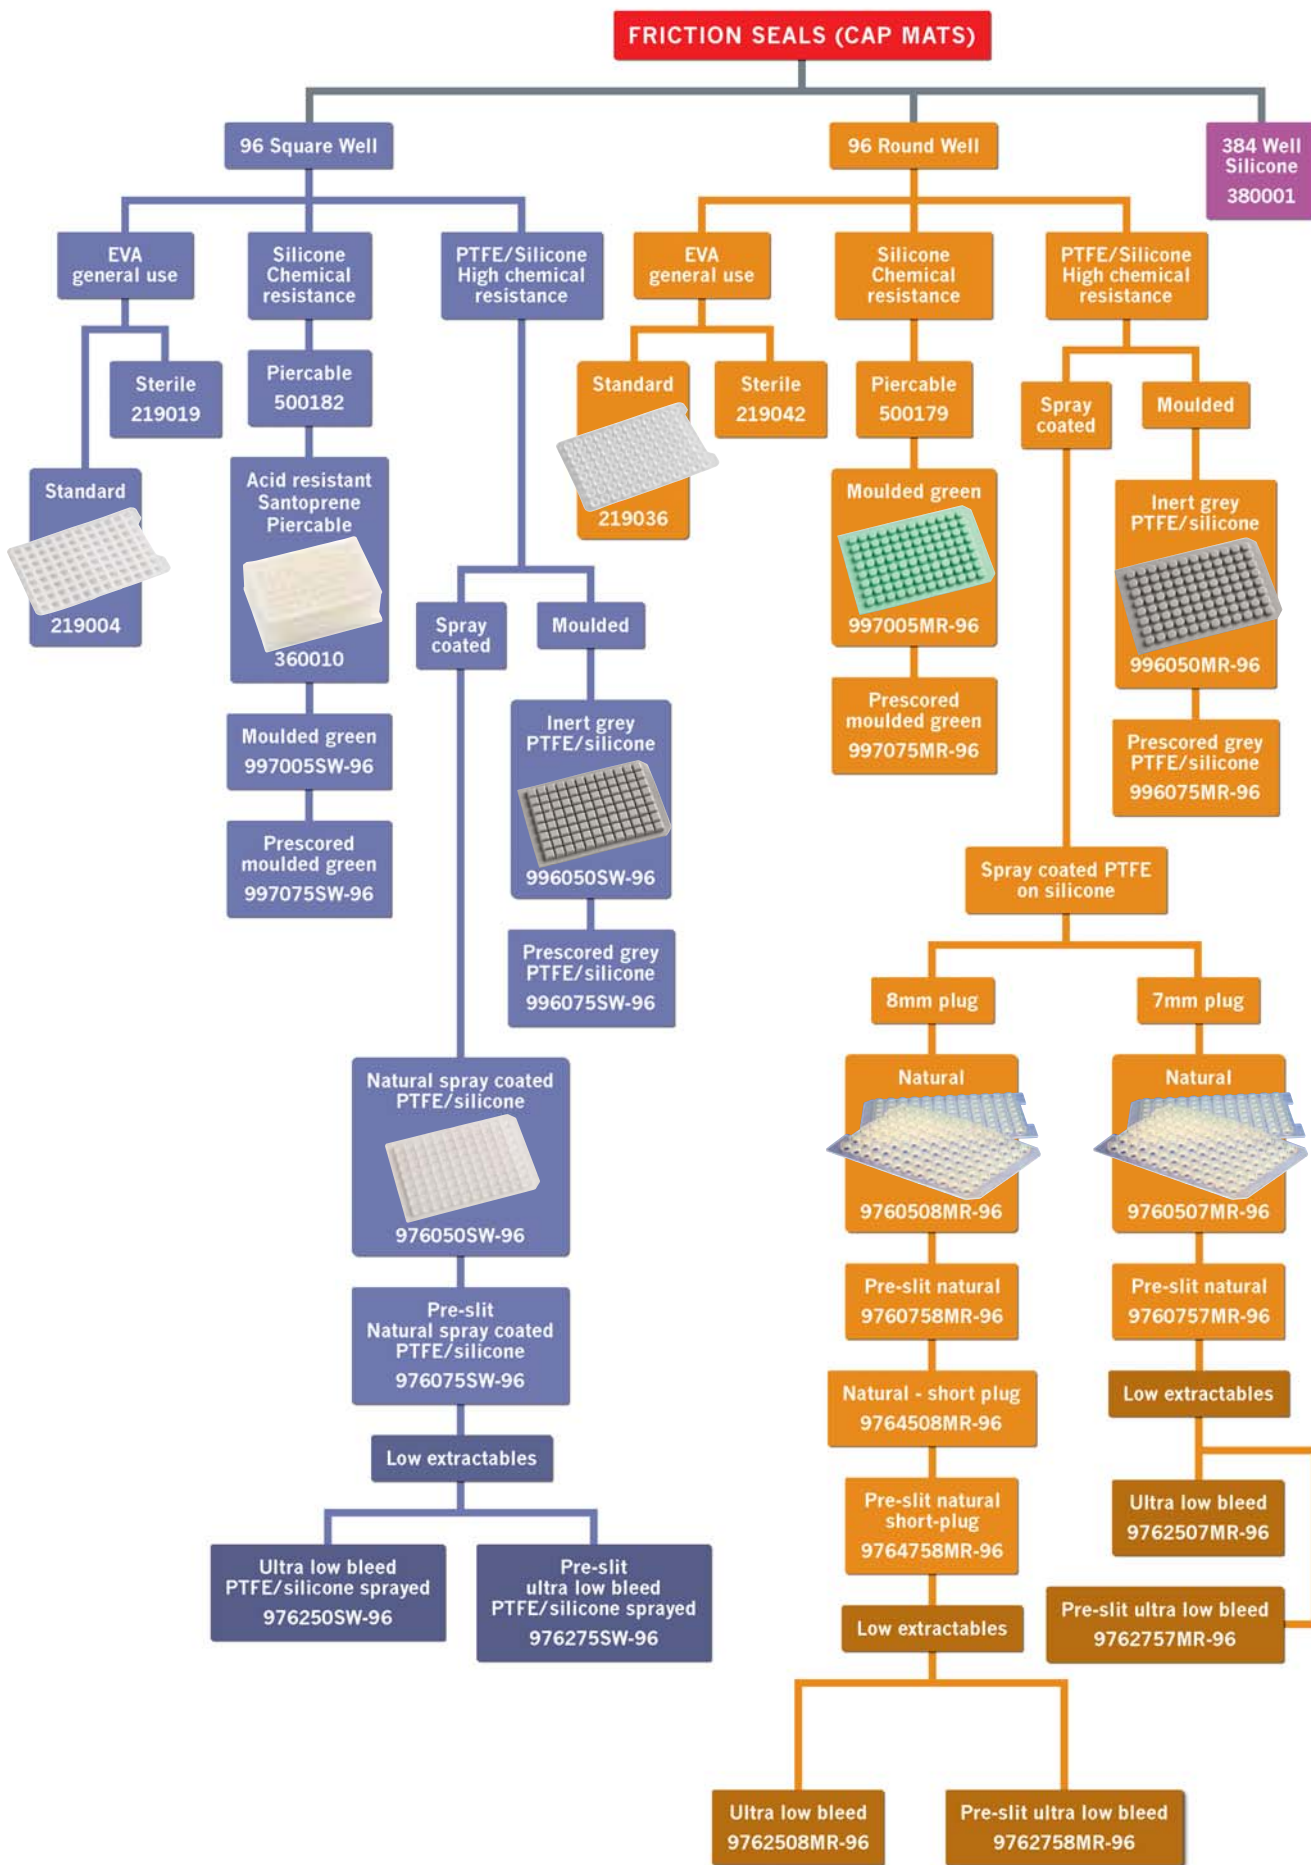 FRICTION SEALS (CAP MATS)
96 Square Well
96 Round Well
384 Well
Silicone
380001
EVA
general use
Silicone
Chemical
resistance
PTFE/Silicone
High chemical
resistance
Sterile
219019
Standard
219004
Piercable
500182
Acid resistant
Santoprene
Piercable
360010
Moulded green
997005SW-96
Prescored
moulded green
997075SW-96
Spray
coated
Moulded
Inert grey
PTFE/silicone
996050SW-96
Prescored grey
PTFE/silicone
996075SW-96
Natural spray coated
PTFE/silicone
976050SW-96
Pre-slit
Natural spray coated
PTFE/silicone
976075SW-96
Low extractables
Ultra low bleed
PTFE/silicone sprayed
976250SW-96
Pre-slit
ultra low bleed
PTFE/silicone sprayed
976275SW-96
EVA
general use
Silicone
Chemical
resistance
PTFE/Silicone
High chemical
resistance
Standard
219036
Sterile
219042
Piercable
500179
Moulded green
997005MR-96
Prescored
moulded green
997075MR-96
Spray
coated
Moulded
Inert grey
PTFE/silicone
996050MR-96
Prescored grey
PTFE/silicone
996075MR-96
Spray coated PTFE
on silicone
8mm plug
7mm plug
Natural
9760508MR-96
Pre-slit natural
9760758MR-96
Natural - short plug
9764508MR-96
Pre-slit natural
short-plug
9764758MR-96
Low extractables
Ultra low bleed
9762508MR-96
Pre-slit ultra low bleed
9762758MR-96
Natural
9760507MR-96
Pre-slit natural
9760757MR-96
Low extractables
Ultra low bleed
9762507MR-96
Pre-slit ultra low bleed
9762757MR-96